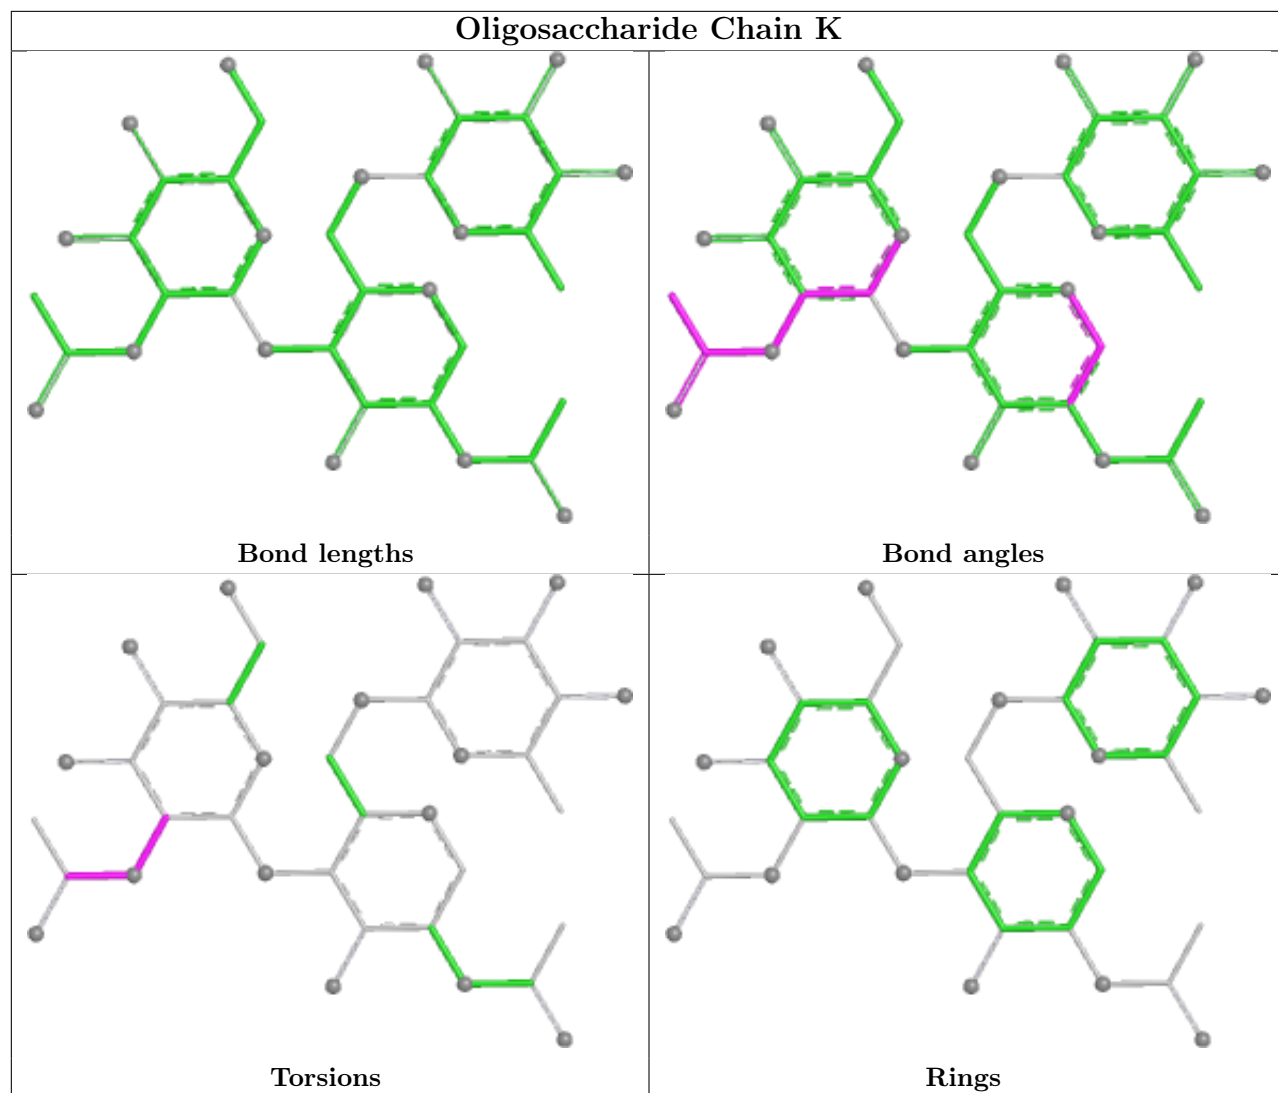 Oligosaccharide Chain K
Bond lengths
Bond angles
Torsions
Rings